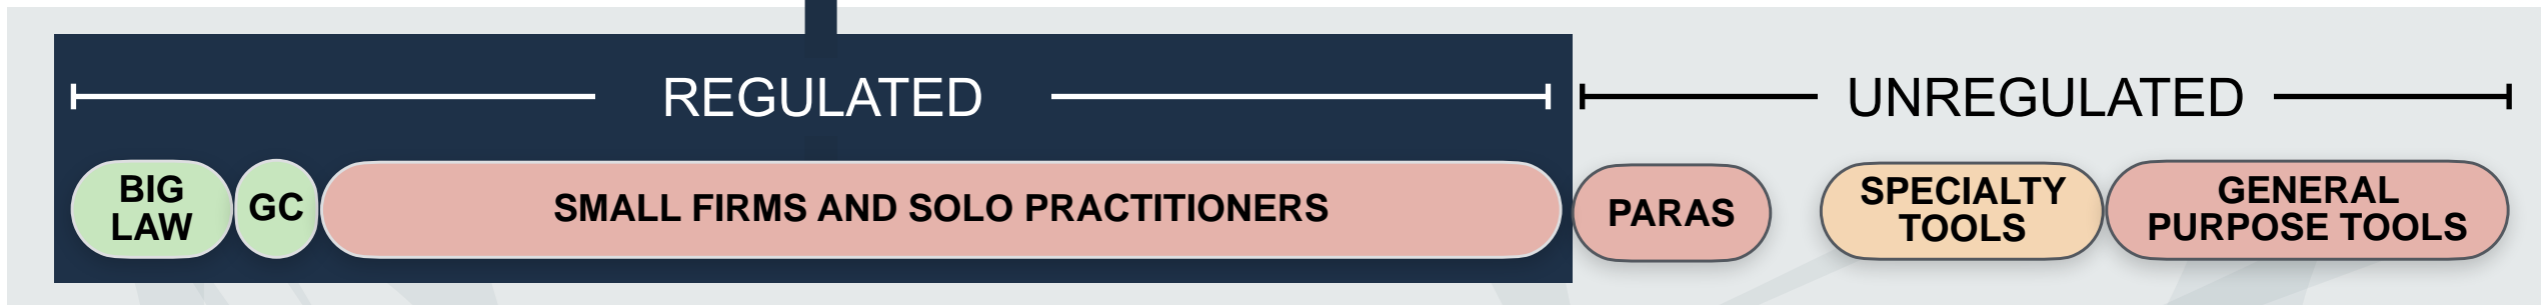 REGULATED
UNREGULATED
BIG
LAW
GC
SMALL FIRMS AND SOLO PRACTITIONERS
PARAS
SPECIALTY
TOOLS
GENERAL
PURPOSE TOOLS